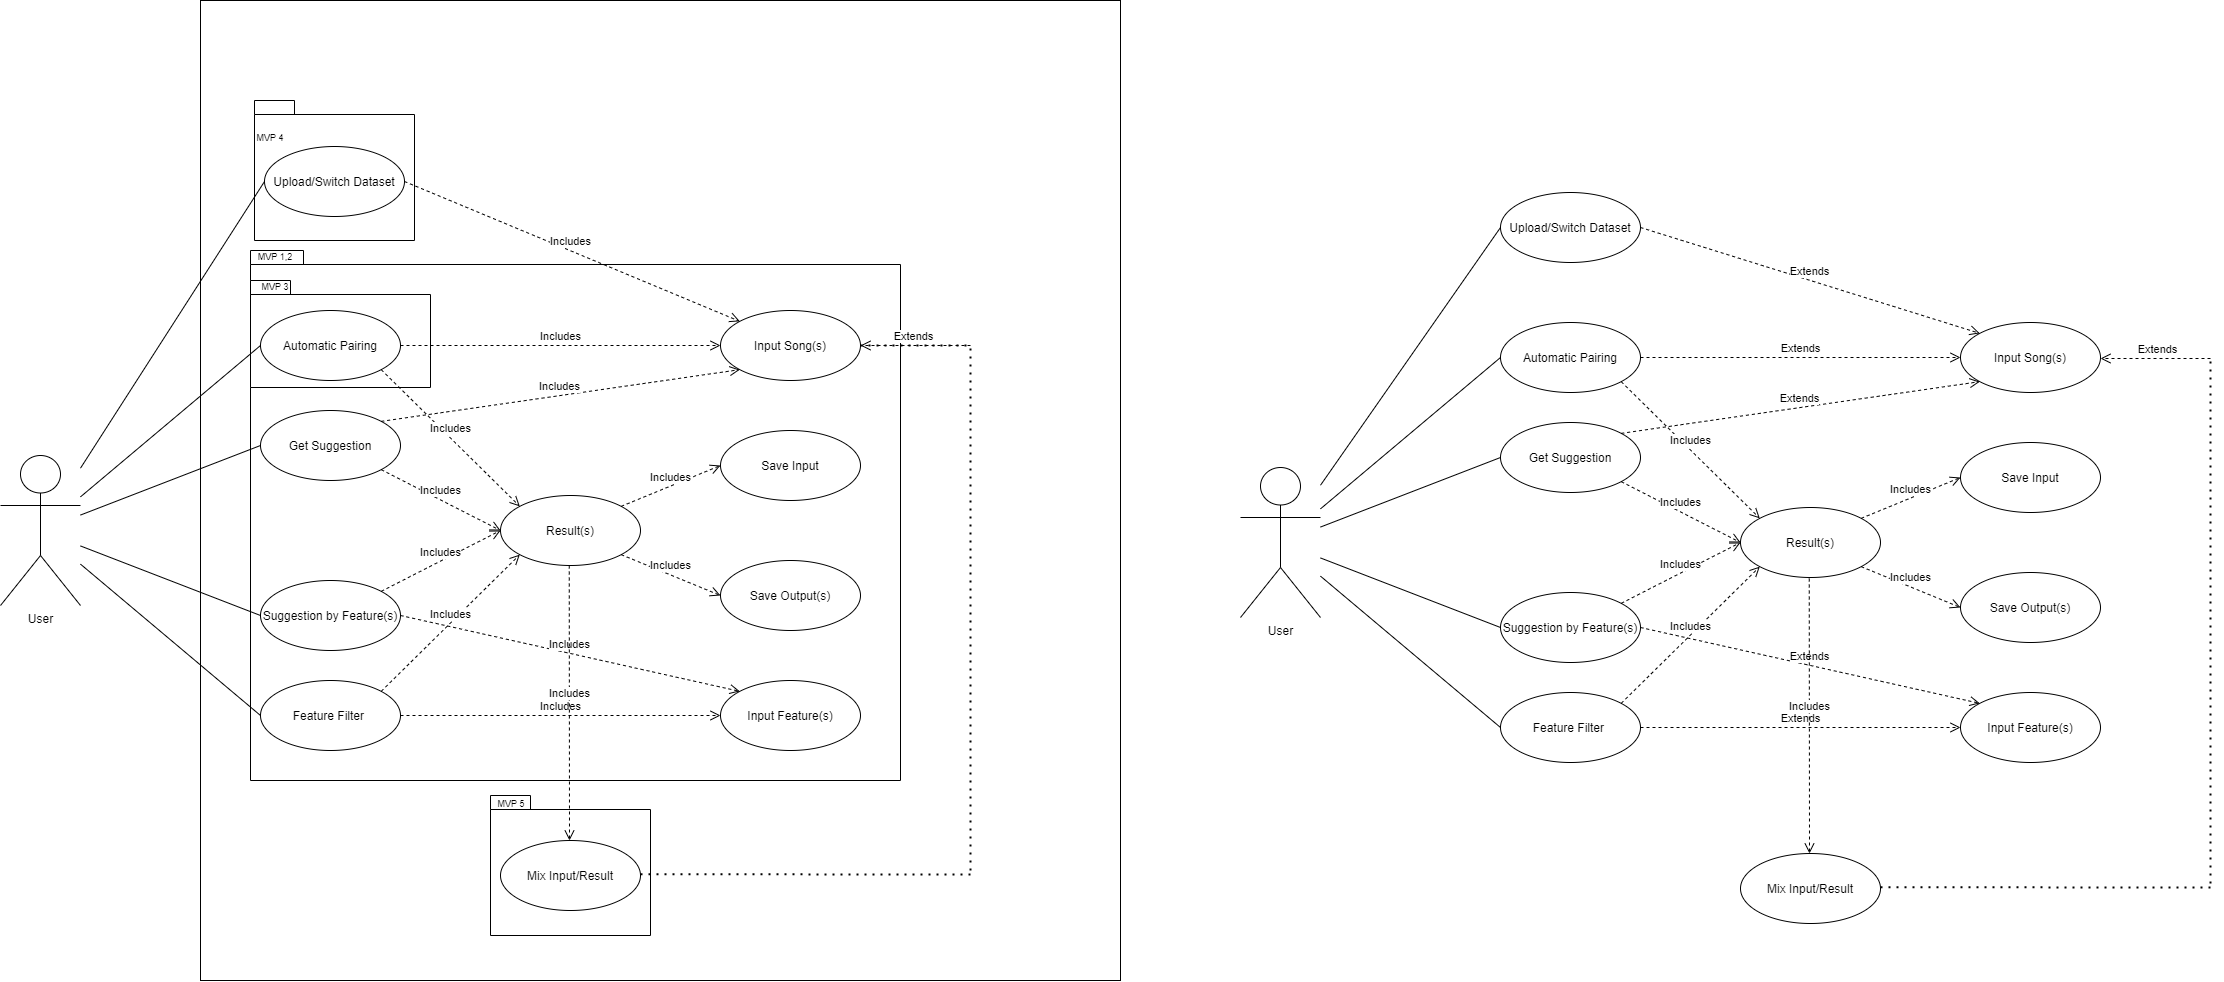 MVP 4
Upload/Switch Dataset
Includes
MVP 1,2
MVP 3
Automatic Pairing
Includes
Input Song(s)
Extends
Includes
Includes
Get Suggestion
Includes
Includes
Save Input
Result(s)
Includes
Includes
Save Output(s)
Suggestion by Feature(s)
Includes
Includes
Includes
Includes
Feature Filter
Input Feature(s)
MVP 5
Mix Input/Result
User
Upload/Switch Dataset
Extends
Automatic Pairing
Extends
Input Song(s)
Extends
Extends
Includes
Get Suggestion
Includes
Includes
Save Input
Result(s)
Includes
Includes
Save Output(s)
Suggestion by Feature(s)
Includes
Extends
Includes
Extends
Feature Filter
Input Feature(s)
Mix Input/Result
User